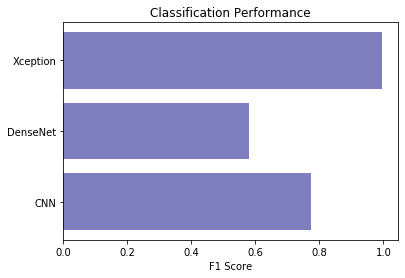 Classification Performance
Xception
DenseNet
CNN
0.0 0.2 0.4 0.6 0.8 1.0
F1 Score